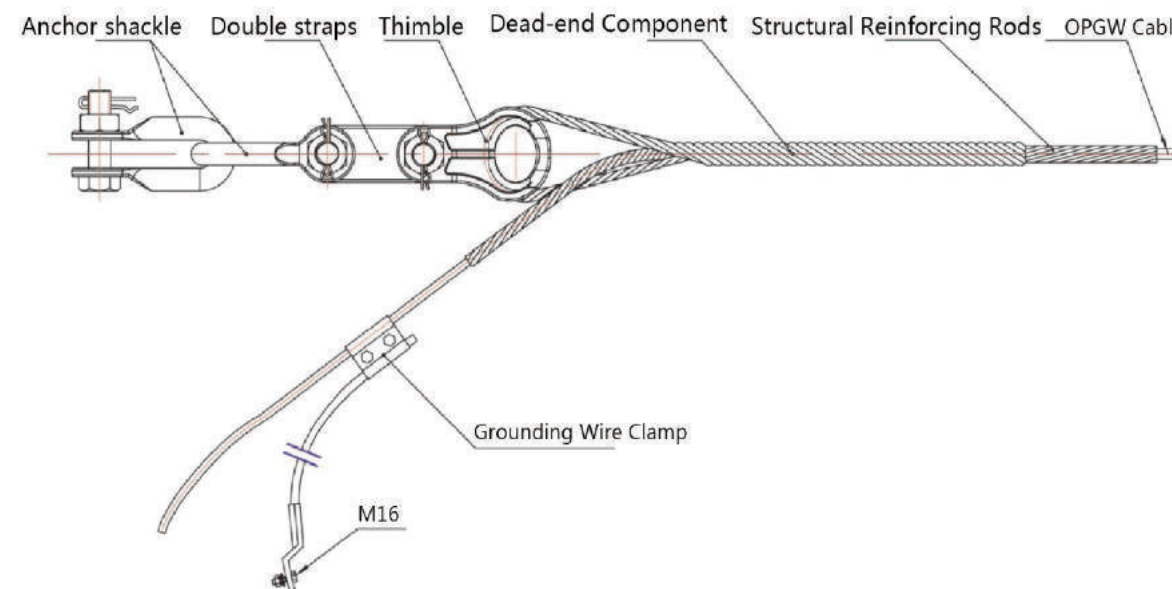 Anchor shackle
Double straps
Thimble
Dead-end Component
Structural Reinforcing Rods
OPGW Cabl
Grounding Wire Clamp
M16